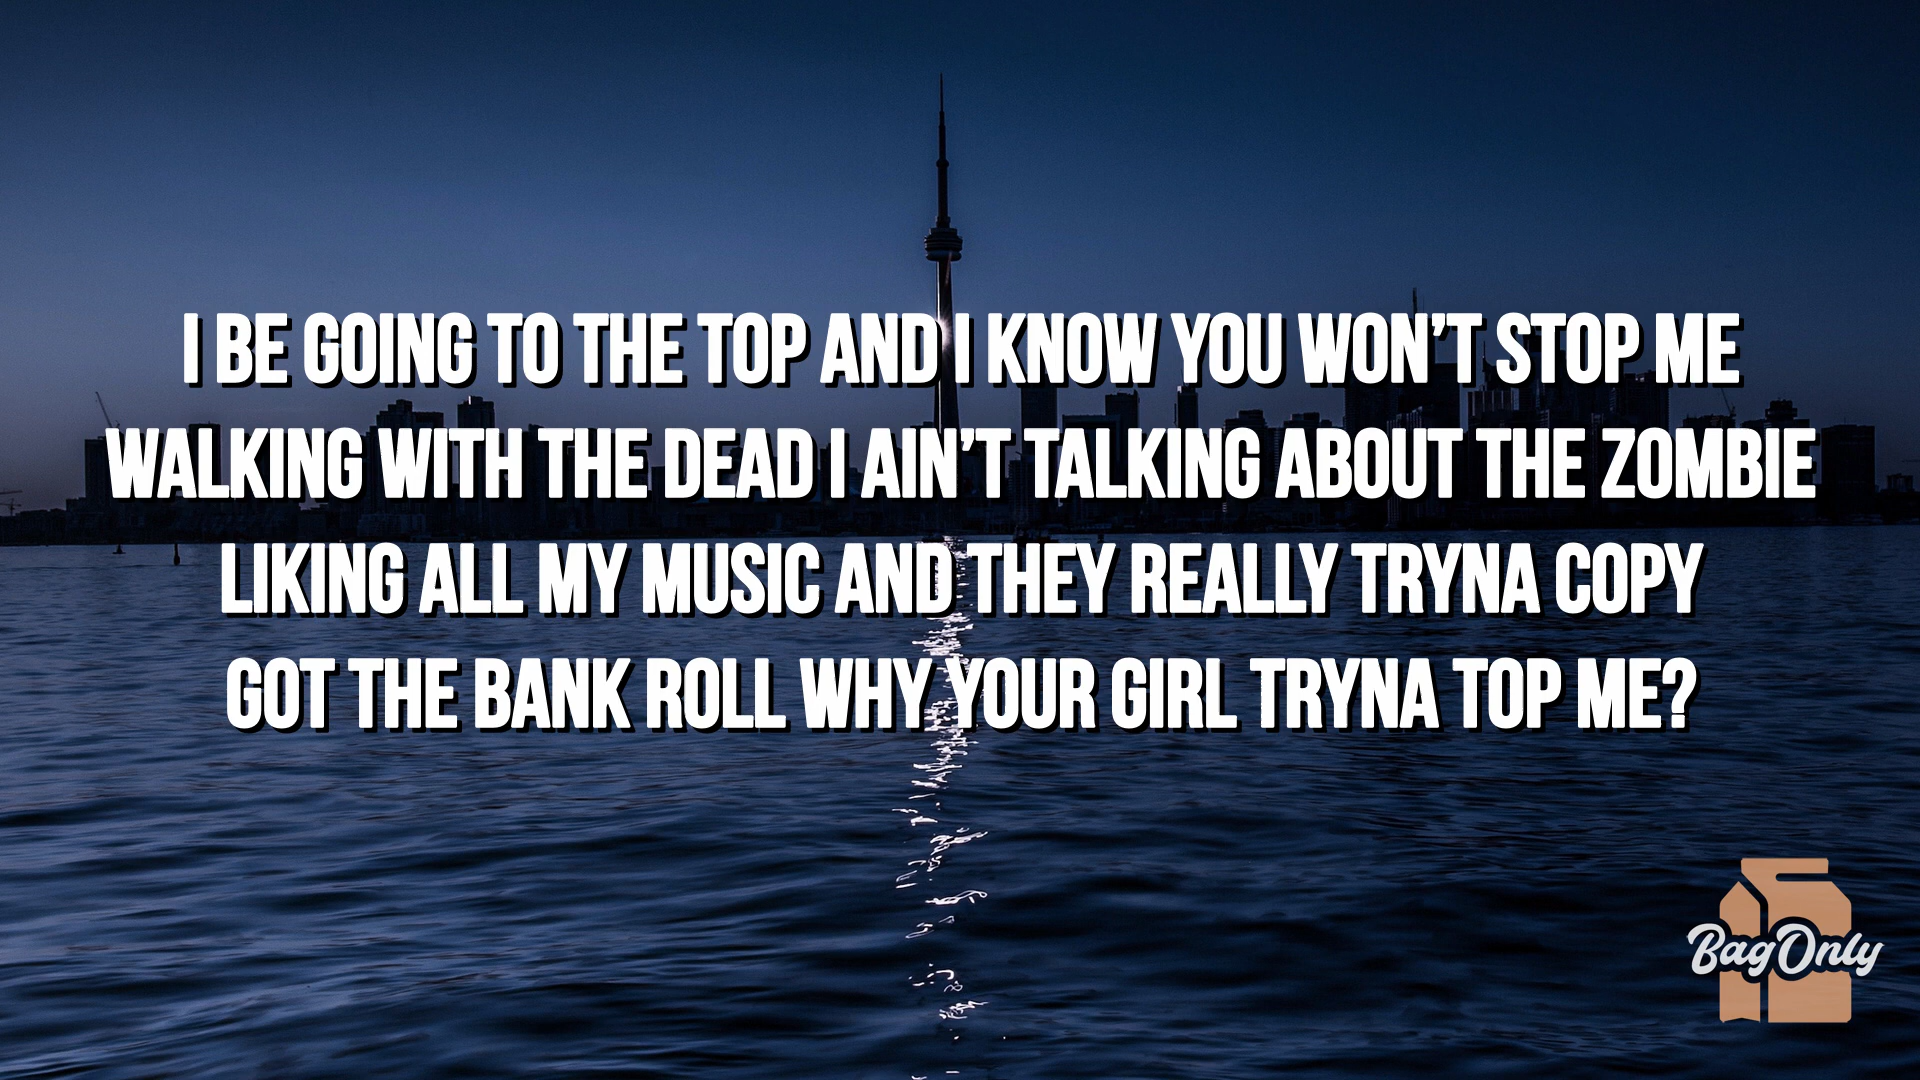 I BE GOING TO THE TOP AND I KNOW YOU WON’T STOP ME
WALKING WITH THE DEAD I AIN’T TALKING ABOUT THE ZOMBIE
LIKING ALL MY MUSIC AND THEY REALLY TRYNA COPY
GOT THE BANK ROLL WHY YOUR GIRL TRYNA TOP ME?
BagOnly